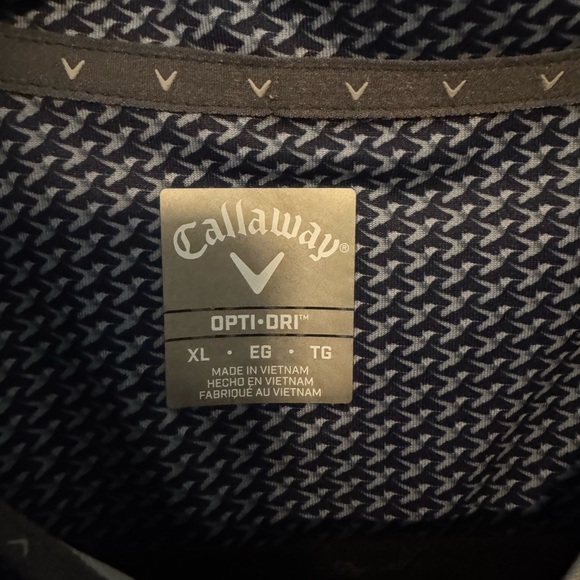 Callaway®
OPTI•DRI™
XL • EG • TG
MADE IN VIETNAM
HECHO EN VIETNAM
FABRIQUÉ AU VIETNAM